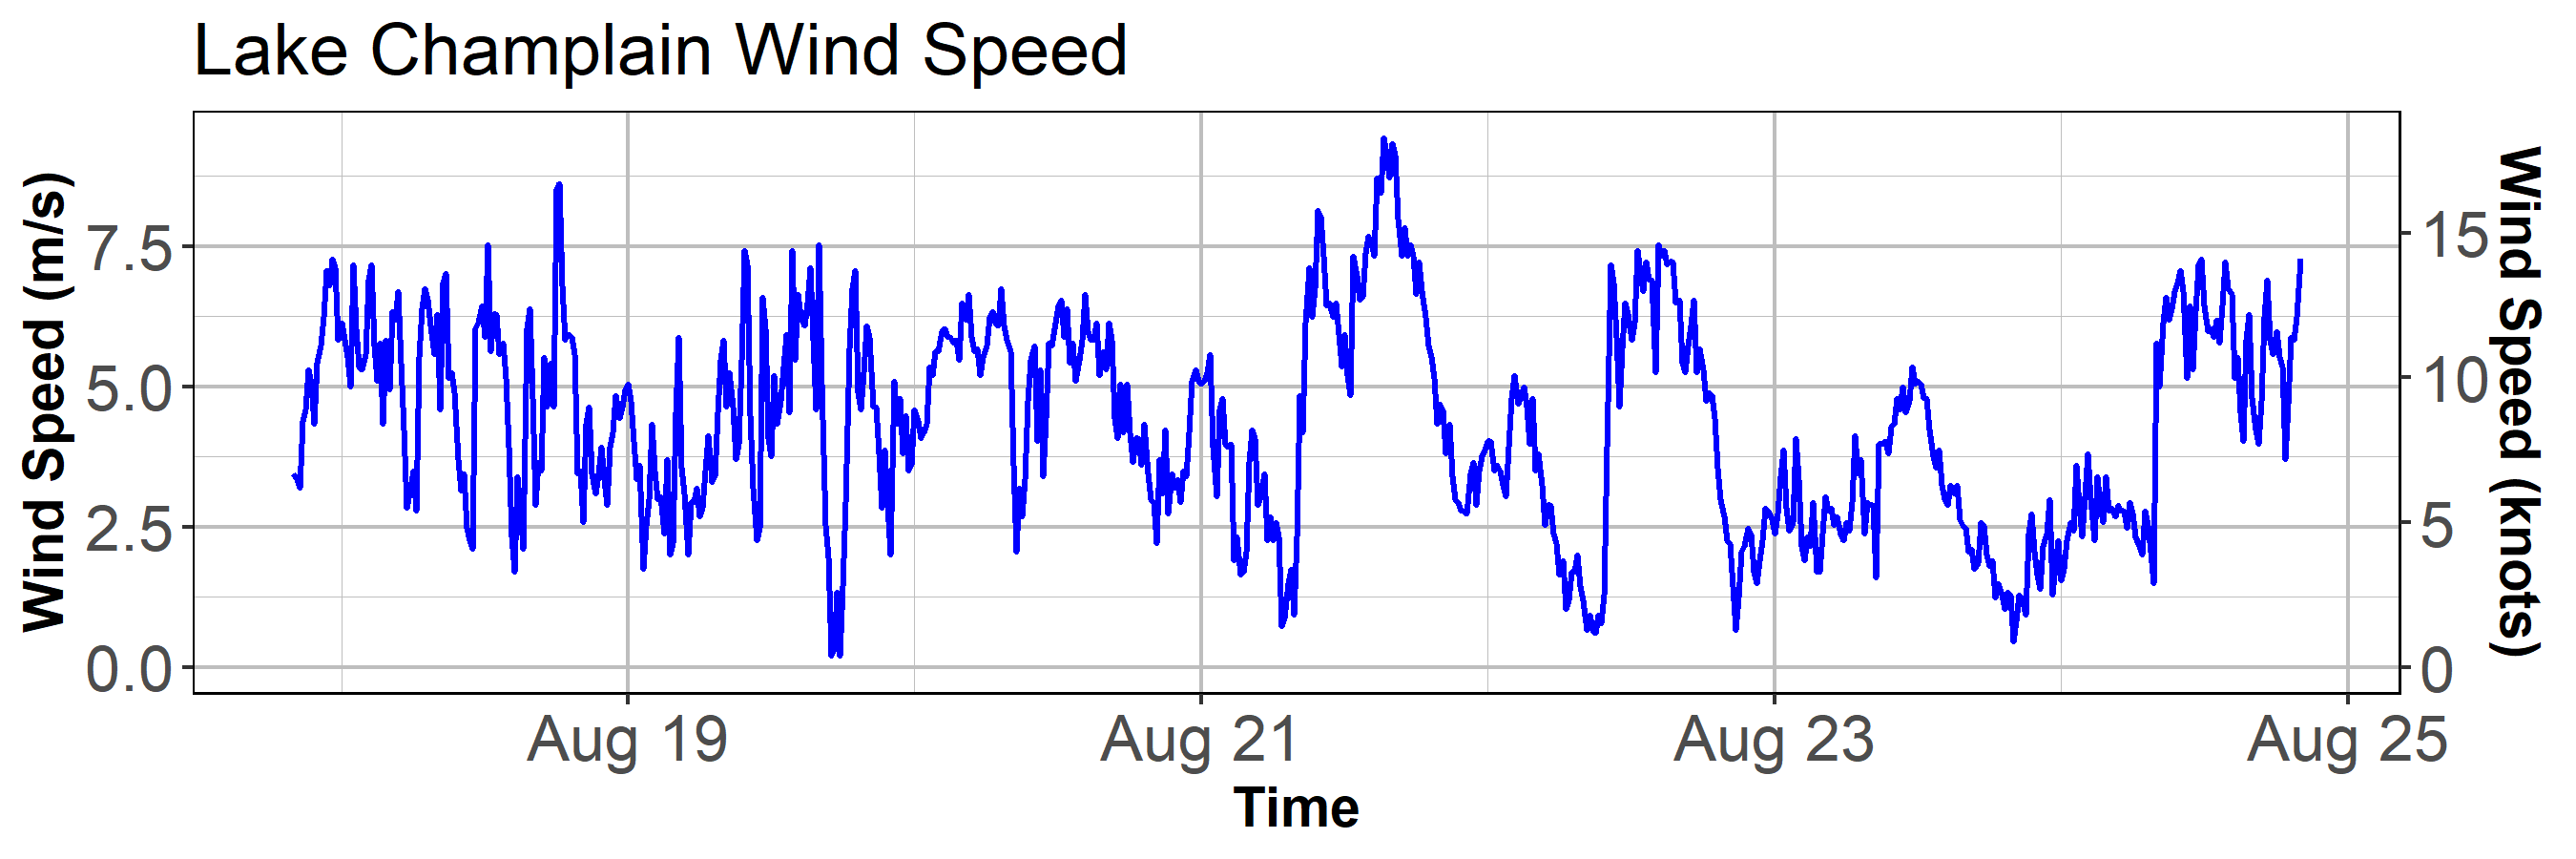 Lake Champlain Wind Speed
Wind Speed (m/s)
7.5
5.0
2.5
0.0
15
10
5
0
Wind Speed (knots)
Aug 19
Aug 21
Aug 23
Aug 25
Time